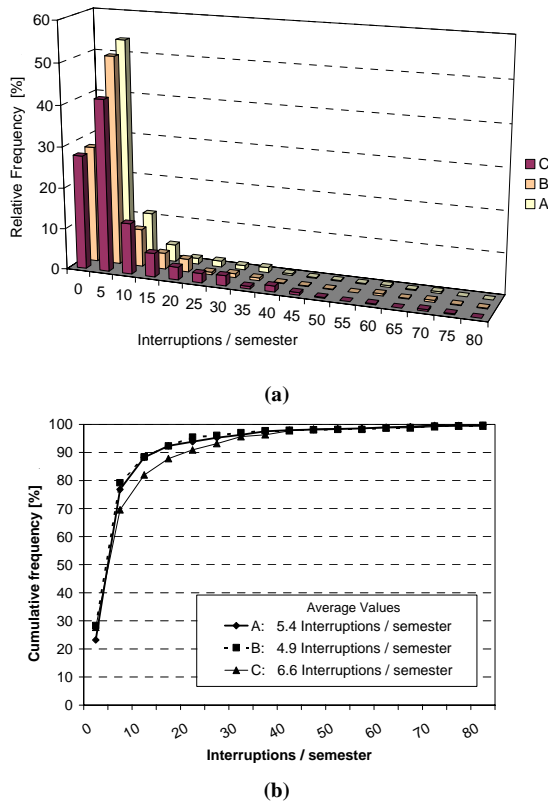 60
50
40
30
20
10
0
Relative Frequency [%]
0 5 10 15 20 25 30 35 40 45 50 55 60 65 70 75 80
Interruptions / semester
C
B
A
(a)
100
90
80
70
60
50
40
30
20
10
0
Cumulative frequency [%]
Average Values
A: 5.4 Interruptions / semester
B: 4.9 Interruptions / semester
C: 6.6 Interruptions / semester
0 10 20 30 40 50 60 70 80
Interruptions / semester
(b)